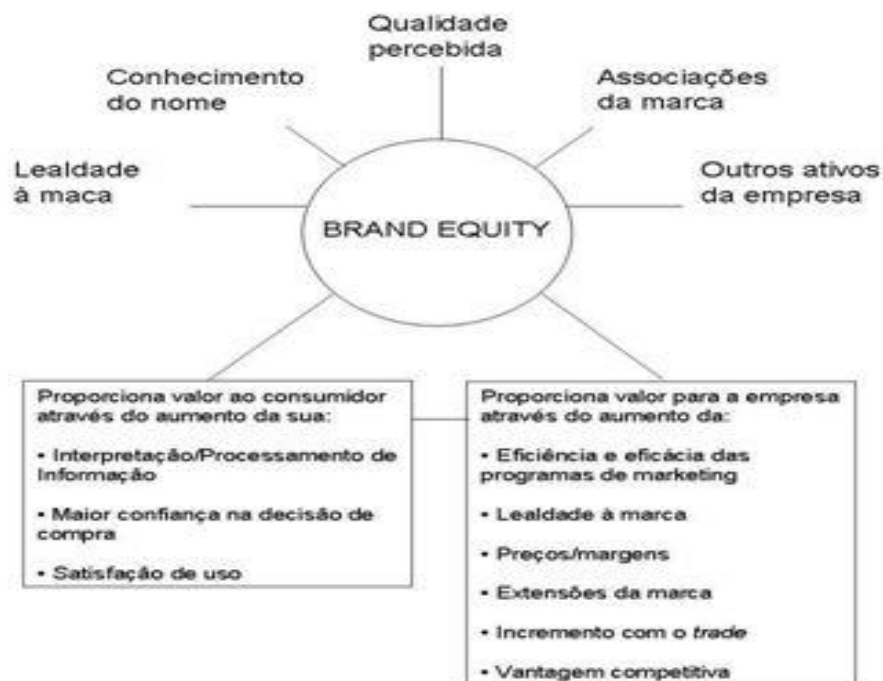 Qualidade
percebida
Conhecimento
do nome
Associações
da marca
Lealdade
à maca
Outros ativos
da empresa
BRAND EQUITY
Proporciona valor ao consumidor
através do aumento da sua:
• Interpretação/Processamento de
Informação
• Maior confiança na decisão de
compra
• Satisfação de uso
Proporciona valor para a empresa
através do aumento da:
• Eficiência e eficácia das
programas de marketing
• Lealdade à marca
• Preços/margens
• Extensões da marca
• Incremento com o trade
• Vantagem competitiva